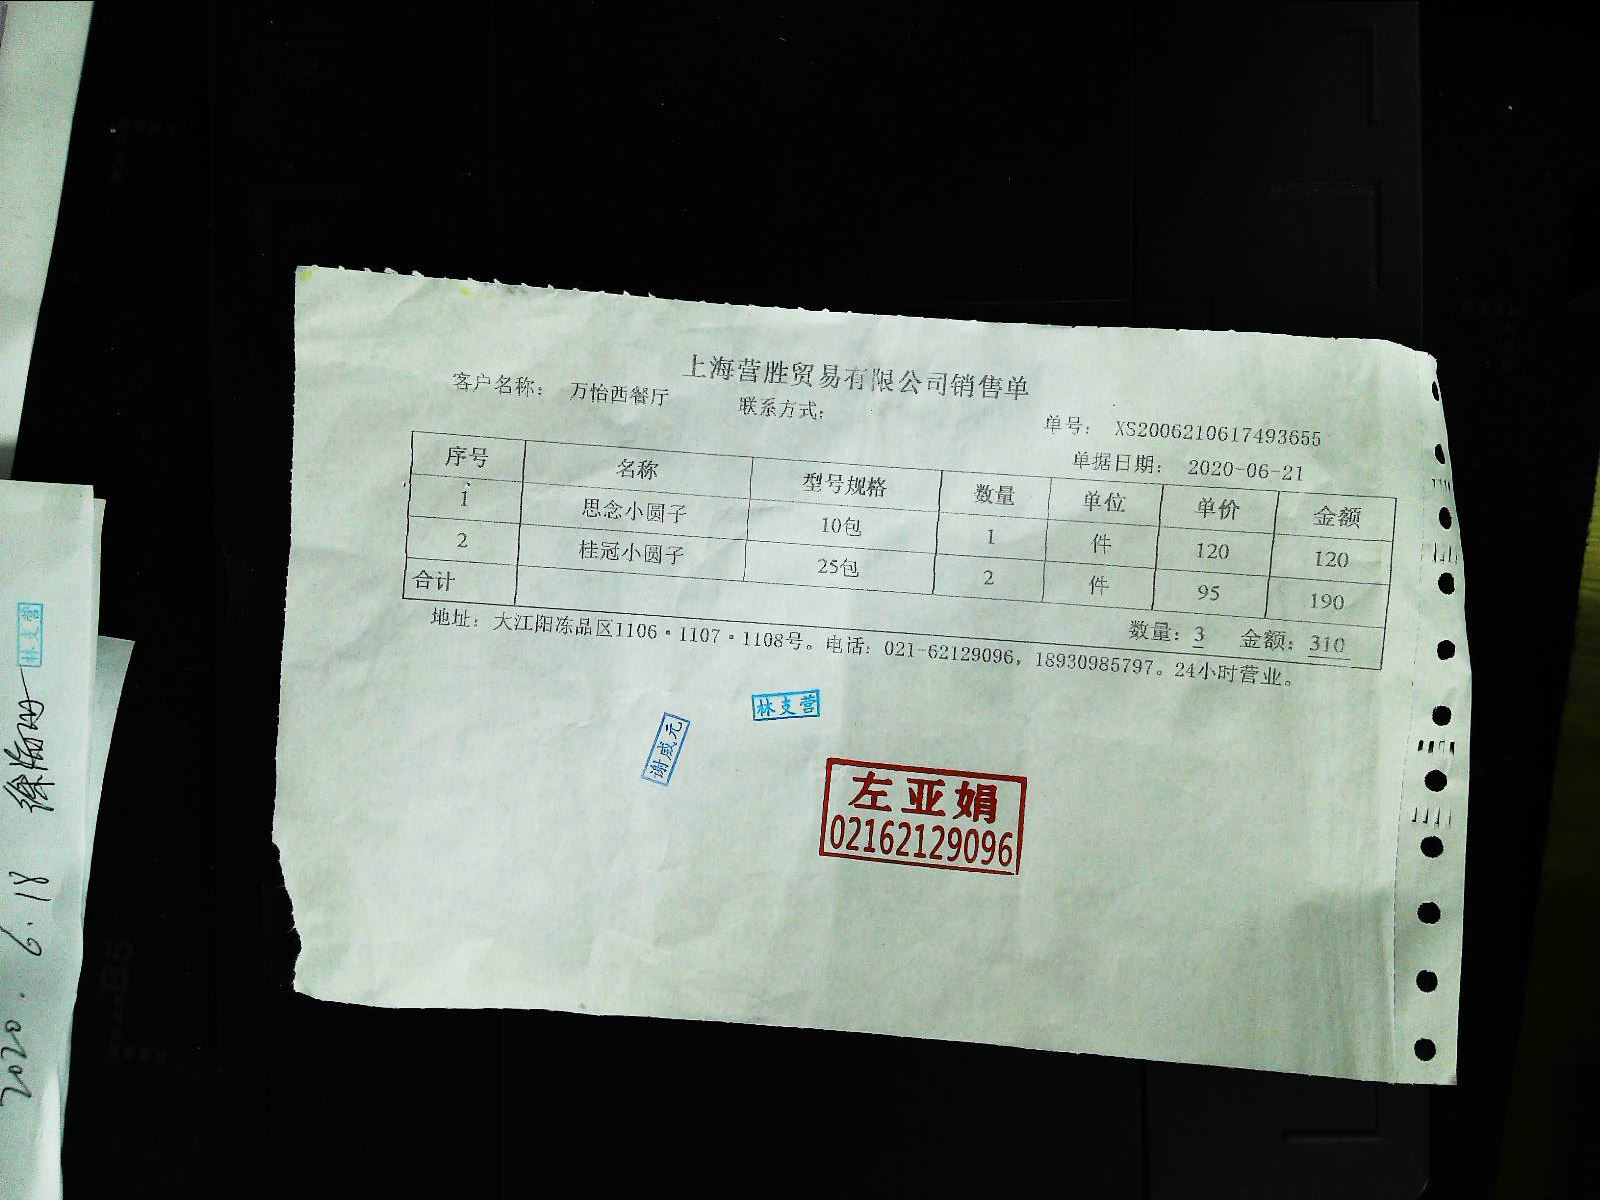 上海营胜贸易有限公司销售单
客户名称： 万怡西餐厅 联系方式： 单号： XS2006210617493655
单据日期： 2020-06-21
序号 名称 型号规格 数量 单位 单价 金额
1 思念小圆子 10包 1 件 120 120
2 桂冠小圆子 25包 2 件 95 190
合计 数量：3 金额：310
地址：大江阳冻品区1106·1107·1108号。电话：021-62129096，18930985797。24小时营业。
林支营
谢成元
左亚娟
02162129096
林支营
2020.6.18
B5